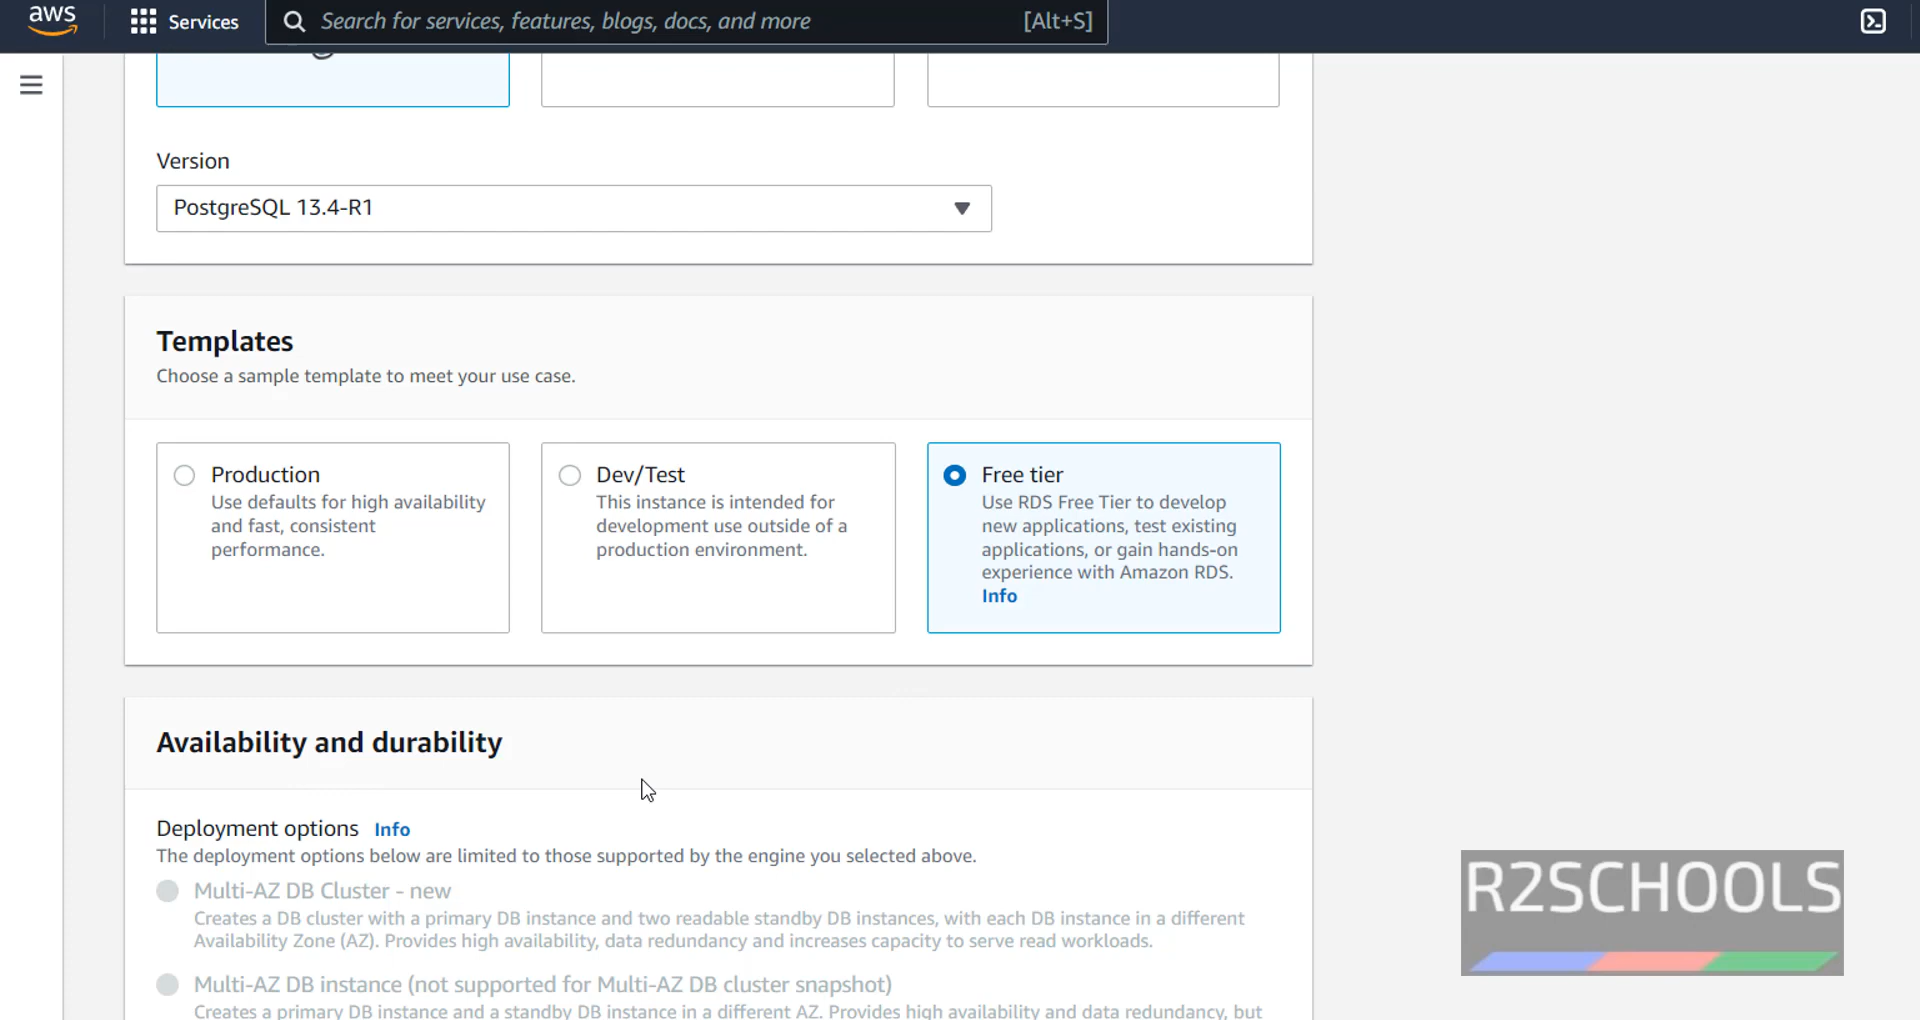 aws
Services
Search for services, features, blogs, docs, and more
[Alt+S]
Version
PostgreSQL 13.4-R1
Templates
Choose a sample template to meet your use case.
Production
Use defaults for high availability
and fast, consistent
performance.
Dev/Test
This instance is intended for
development use outside of a
production environment.
Free tier
Use RDS Free Tier to develop
new applications, test existing
applications, or gain hands-on
experience with Amazon RDS.
Info
Availability and durability
Deployment options Info
The deployment options below are limited to those supported by the engine you selected above.
Multi-AZ DB Cluster - new
Creates a DB cluster with a primary DB instance and two readable standby DB instances, with each DB instance in a different
Availability Zone (AZ). Provides high availability, data redundancy and increases capacity to serve read workloads.
Multi-AZ DB instance (not supported for Multi-AZ DB cluster snapshot)
Creates a primary DB instance and a standby DB instance in a different AZ. Provides high availability and data redundancy, but
R2SCHOOLS